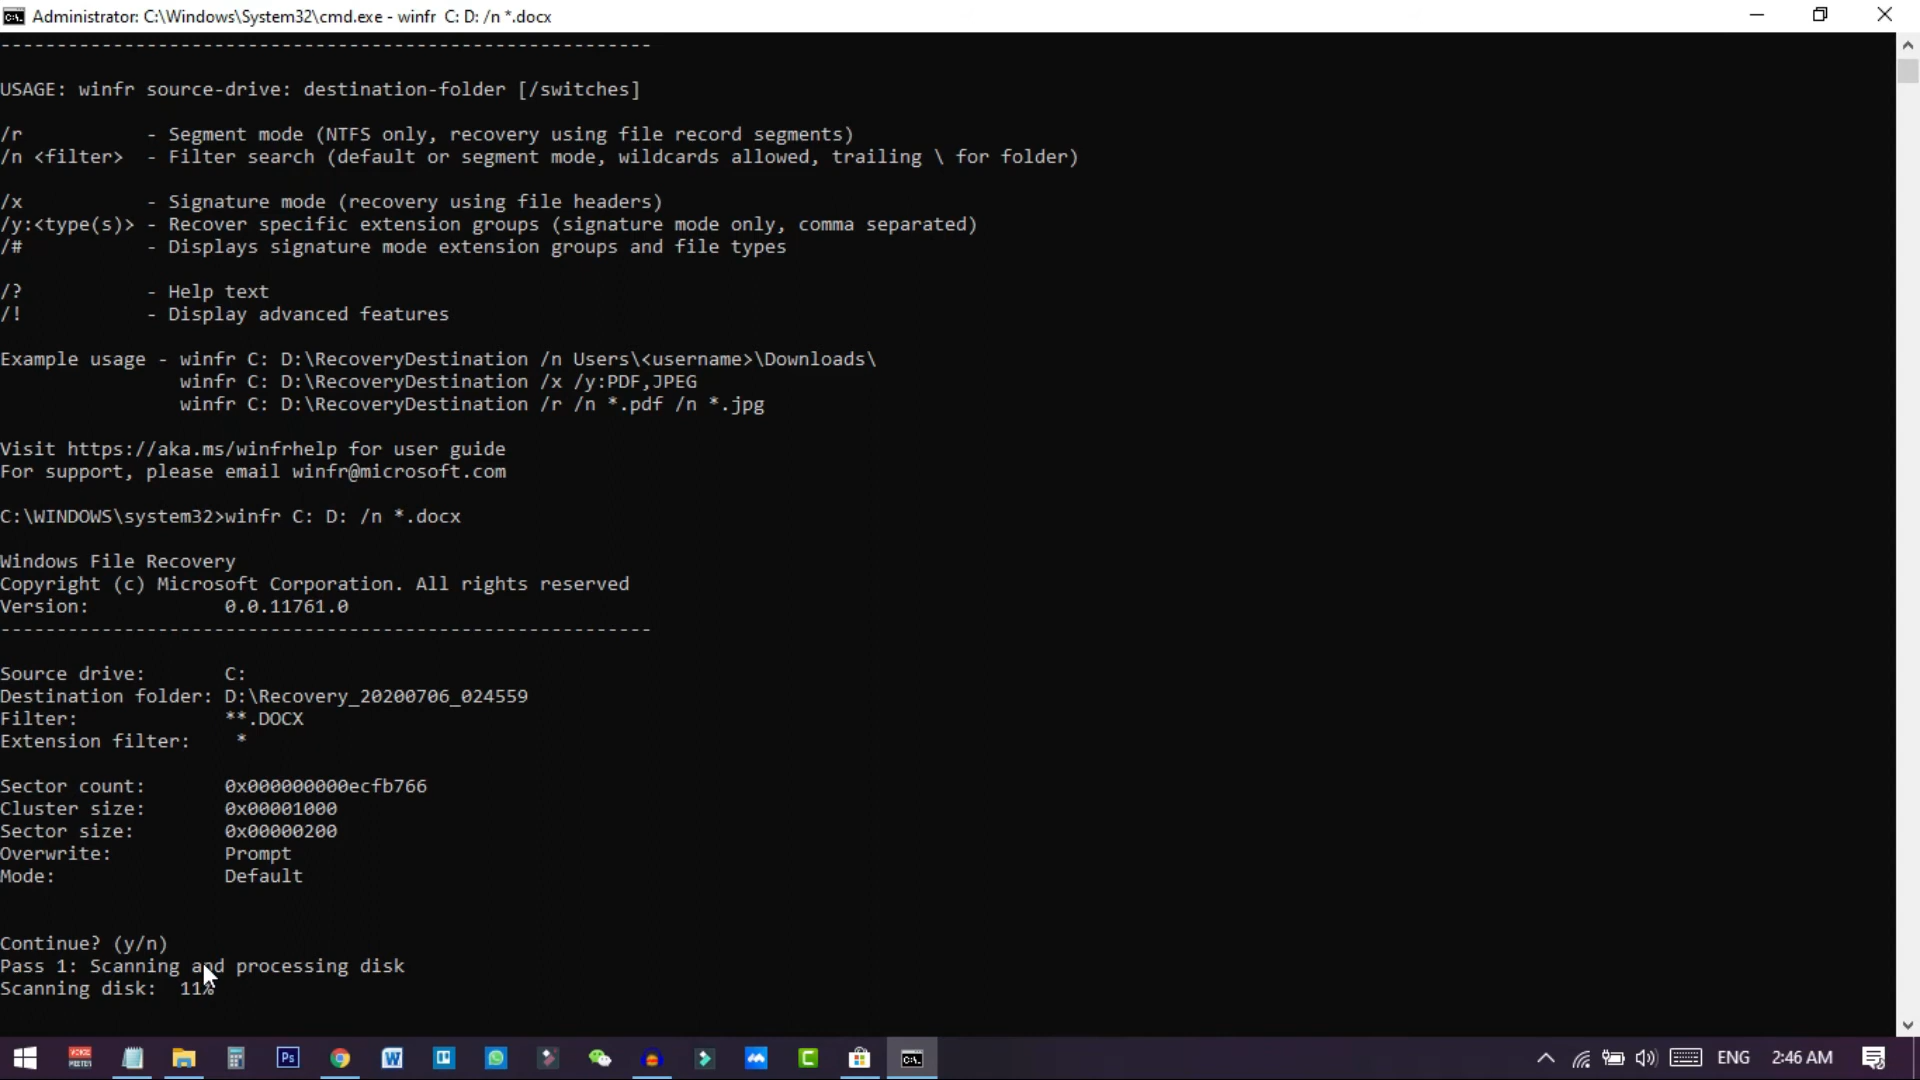 Administrator: C:\Windows\System32\cmd.exe - winfr  C: D: /n *.docx
----------------------------------------------------------
USAGE: winfr source-drive: destination-folder [/switches]
/r           - Segment mode (NTFS only, recovery using file record segments)
/n <filter>  - Filter search (default or segment mode, wildcards allowed, trailing \ for folder)
/x           - Signature mode (recovery using file headers)
/y:<type(s)> - Recover specific extension groups (signature mode only, comma separated)
/#           - Displays signature mode extension groups and file types
/?           - Help text
/!           - Display advanced features
Example usage - winfr C: D:\RecoveryDestination /n Users\<username>\Downloads\
                winfr C: D:\RecoveryDestination /x /y:PDF,JPEG
                winfr C: D:\RecoveryDestination /r /n *.pdf /n *.jpg
Visit https://aka.ms/winfrhelp for user guide
For support, please email winfr@microsoft.com
C:\WINDOWS\system32>winfr C: D: /n *.docx
Windows File Recovery
Copyright (c) Microsoft Corporation. All rights reserved
Version:            0.0.11761.0
----------------------------------------------------------
Source drive:       C:
Destination folder: D:\Recovery_20200706_024559
Filter:             **.DOCX
Extension filter:    *
Sector count:       0x000000000ecfb766
Cluster size:       0x00001000
Sector size:        0x00000200
Overwrite:          Prompt
Mode:               Default
Continue? (y/n)
Pass 1: Scanning and processing disk
Scanning disk:  11%
ENG 2:46 AM